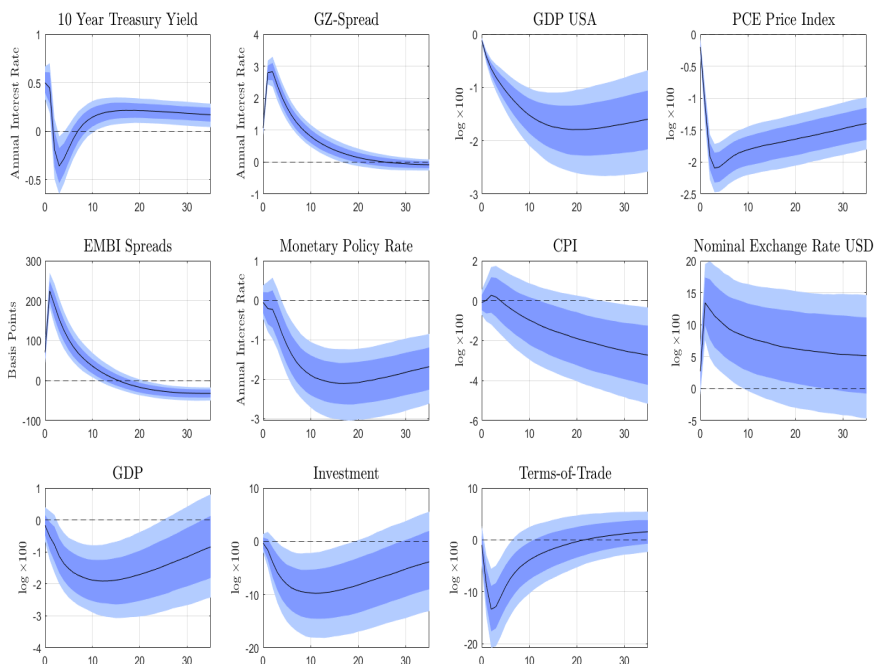 10 Year Treasury Yield
GZ-Spread
GDP USA
PCE Price Index
Annual Interest Rate
1
0.5
0
-0.5
0 10 20 30
Annual Interest Rate
4
3
2
1
0
-1
0 10 20 30
log ×100
0
-1
-2
-3
0 10 20 30
log ×100
0
-0.5
-1
-1.5
-2
-2.5
0 10 20 30
EMBI Spreads
Monetary Policy Rate
CPI
Nominal Exchange Rate USD
Basis Points
300
200
100
0
-100
0 10 20 30
Annual Interest Rate
1
0
-1
-2
-3
0 10 20 30
log ×100
2
0
-2
-4
-6
0 10 20 30
log ×100
20
15
10
5
0
-5
0 10 20 30
GDP
Investment
Terms-of-Trade
log ×100
1
0
-1
-2
-3
-4
0 10 20 30
log ×100
10
0
-10
-20
0 10 20 30
log ×100
10
0
-10
-20
0 10 20 30